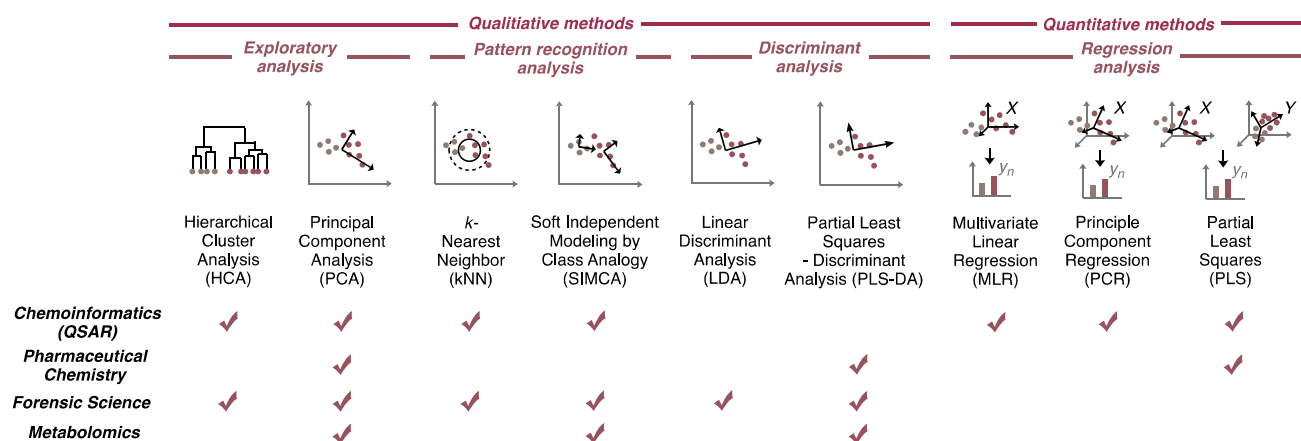 Qualitiative methods
Quantitative methods
Exploratory
analysis
Pattern recognition
analysis
Discriminant
analysis
Regression
analysis
X
X
X
Y
yn
yn
yn
Hierarchical
Cluster
Analysis
(HCA)
Principal
Component
Analysis
(PCA)
k-
Nearest
Neighbor
(kNN)
Soft Independent
Modeling by
Class Analogy
(SIMCA)
Linear
Discriminant
Analysis
(LDA)
Partial Least
Squares
- Discriminant
Analysis (PLS-DA)
Multivariate
Linear
Regression
(MLR)
Principle
Component
Regression
(PCR)
Partial
Least
Squares
(PLS)
Chemoinformatics
(QSAR)
Pharmaceutical
Chemistry
Forensic Science
Metabolomics